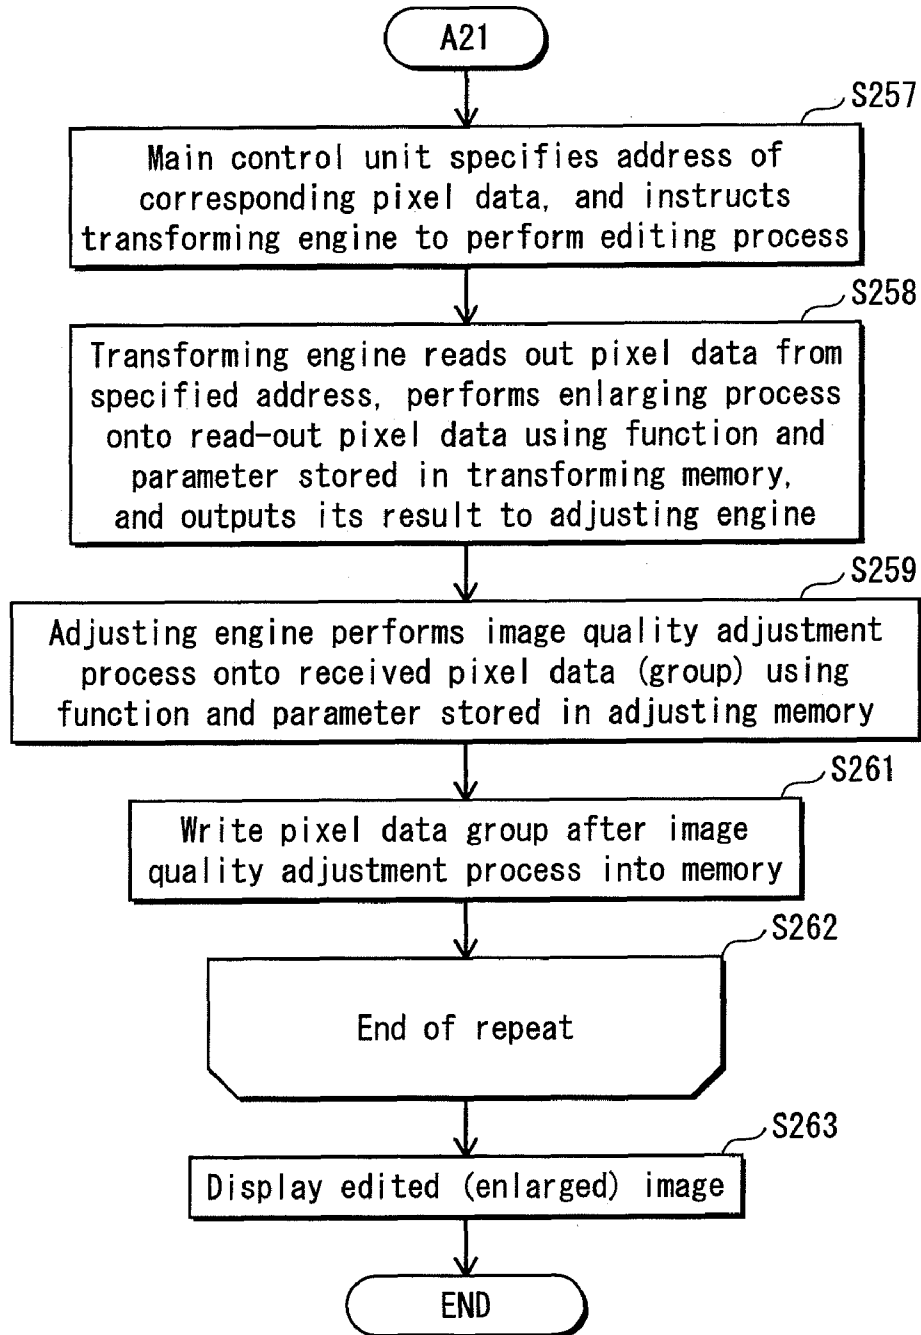 A21
S257
Main control unit specifies address of
corresponding pixel data, and instructs
transforming engine to perform editing process
S258
Transforming engine reads out pixel data from
specified address, performs enlarging process
onto read-out pixel data using function and
parameter stored in transforming memory,
and outputs its result to adjusting engine
S259
Adjusting engine performs image quality adjustment
process onto received pixel data (group) using
function and parameter stored in adjusting memory
S261
Write pixel data group after image
quality adjustment process into memory
S262
End of repeat
S263
Display edited (enlarged) image
END